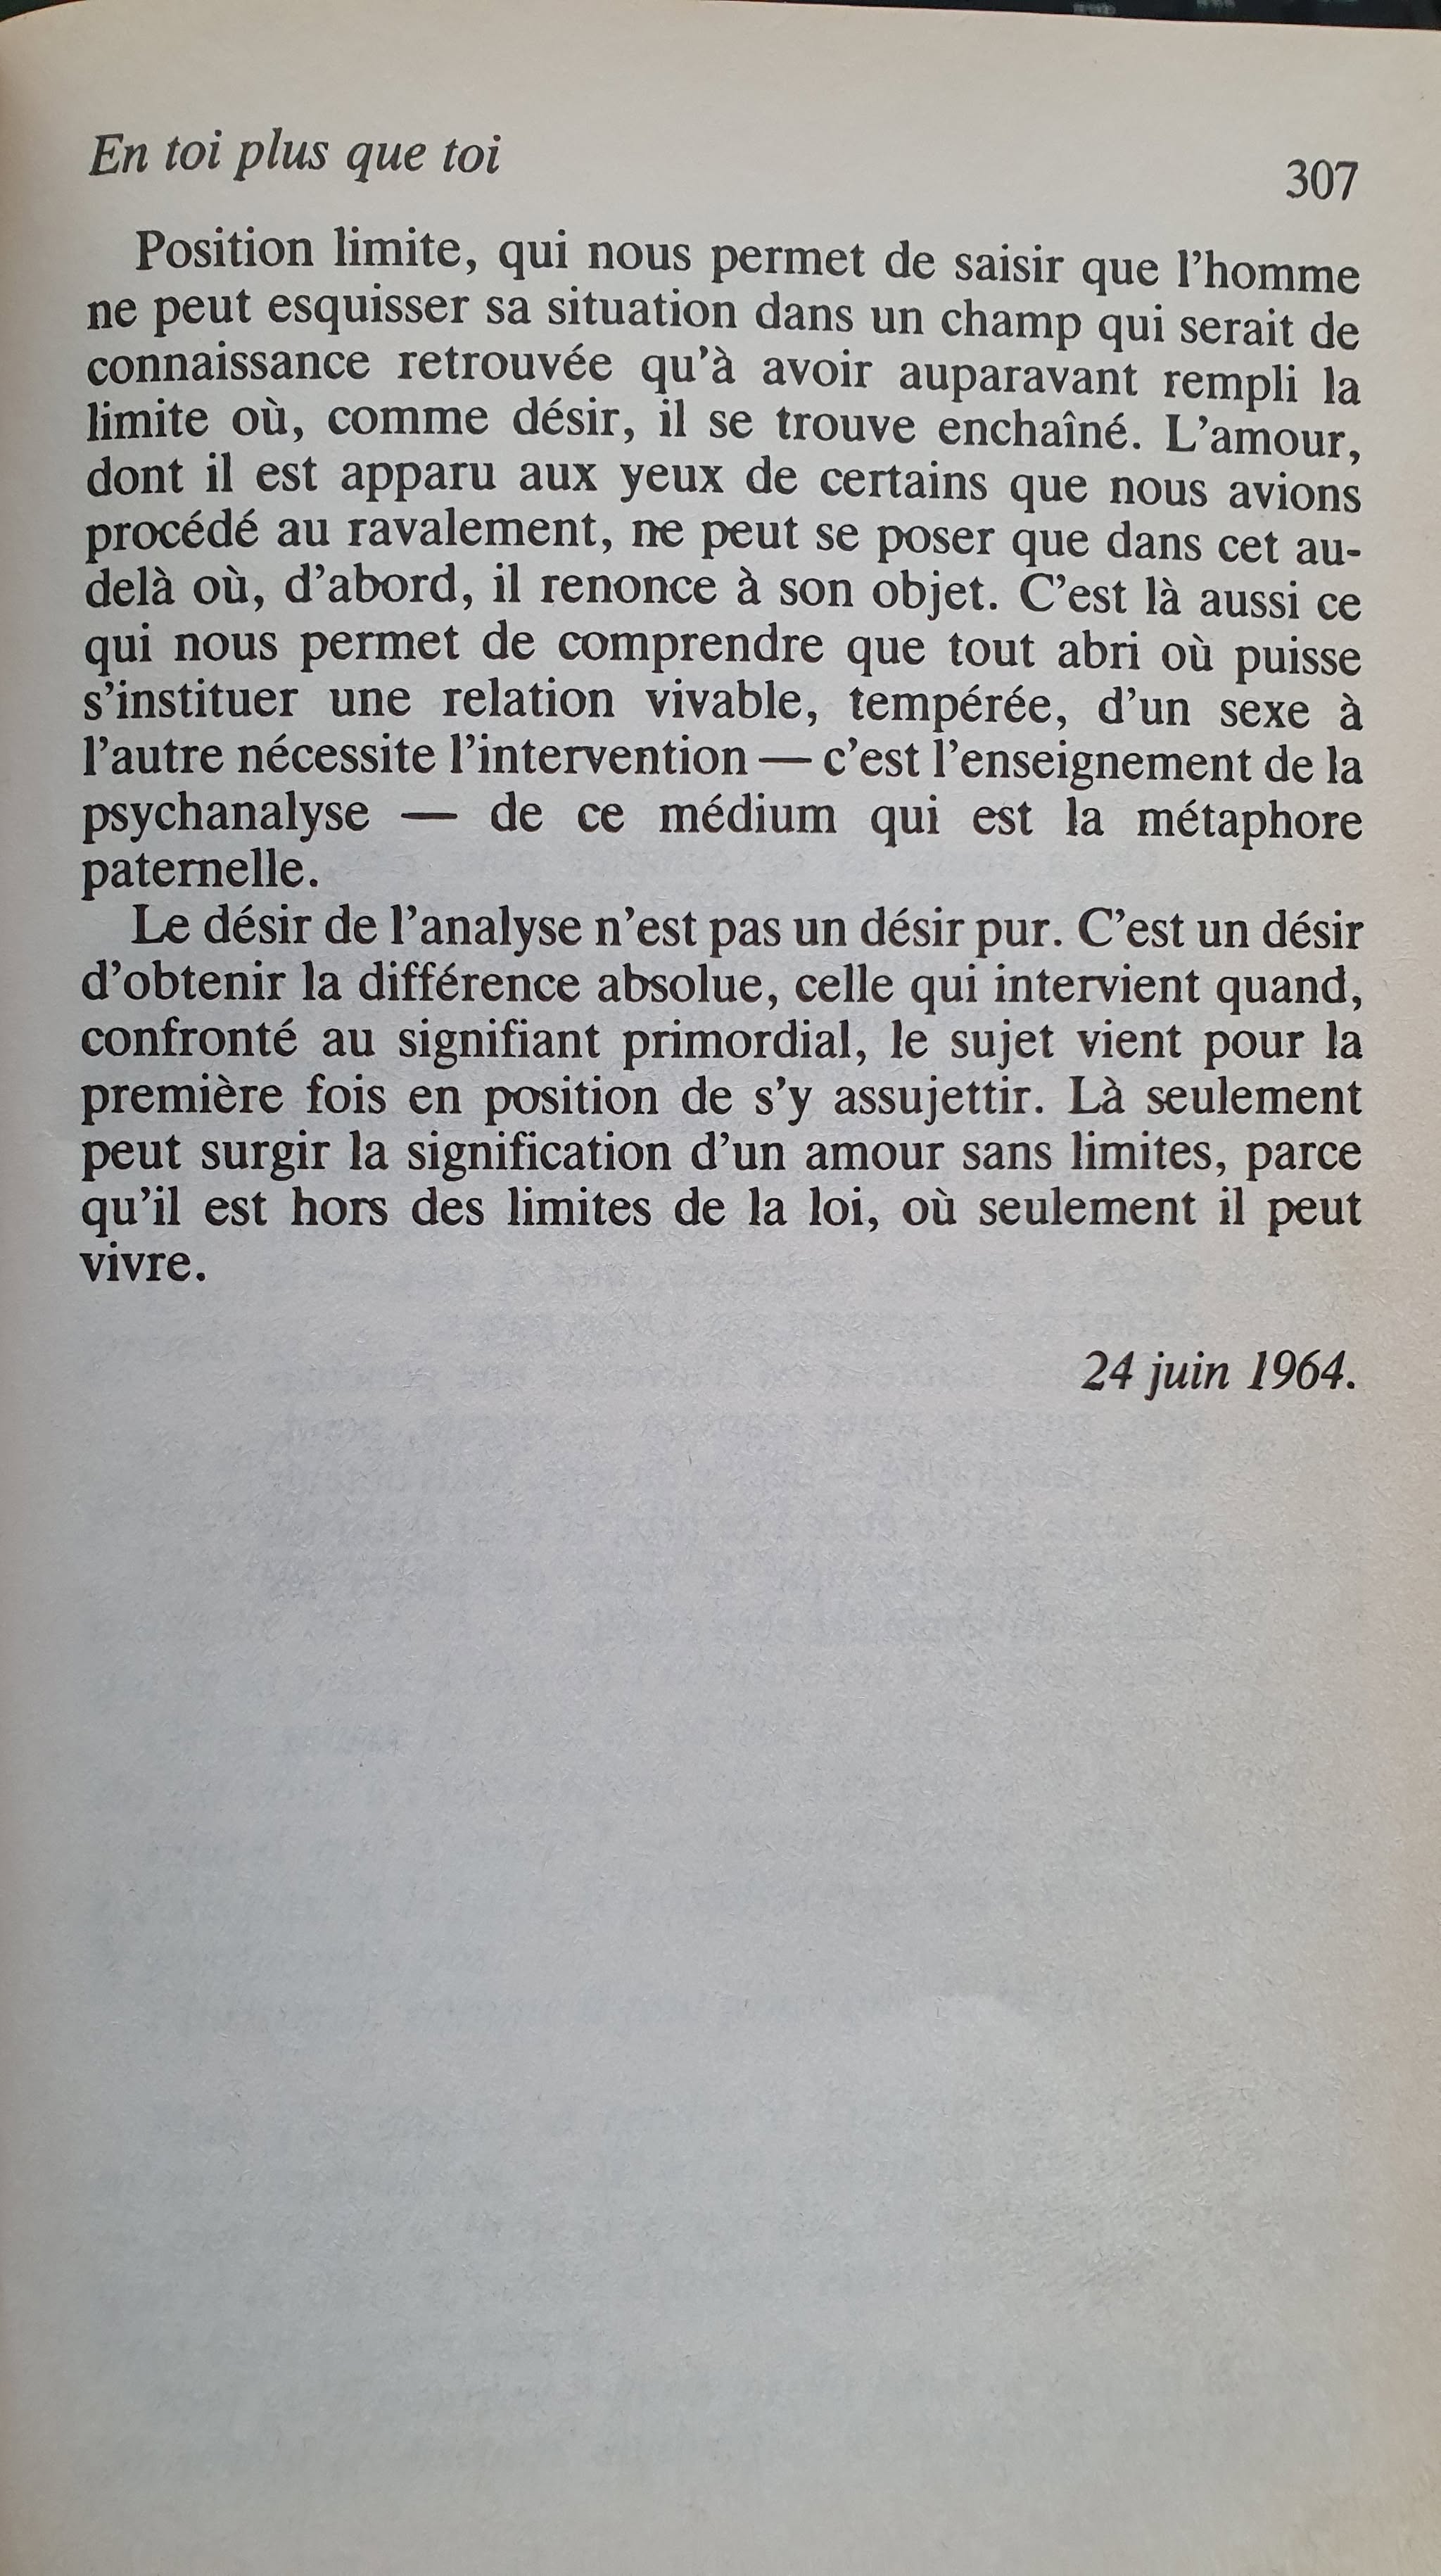 En toi plus que toi
307
Position limite, qui nous permet de saisir que l'homme
ne peut esquisser sa situation dans un champ qui serait de
connaissance retrouvée qu'à avoir auparavant rempli la
limite où, comme désir, il se trouve enchaîné. L'amour,
dont il est apparu aux yeux de certains que nous avions
procédé au ravalement, ne peut se poser que dans cet au-
delà où, d'abord, il renonce à son objet. C'est là aussi ce
qui nous permet de comprendre que tout abri où puisse
s'instituer une relation vivable, tempérée, d'un sexe à
l'autre nécessite l'intervention — c'est l'enseignement de la
psychanalyse — de ce médium qui est la métaphore
paternelle.
Le désir de l'analyse n'est pas un désir pur. C'est un désir
d'obtenir la différence absolue, celle qui intervient quand,
confronté au signifiant primordial, le sujet vient pour la
première fois en position de s'y assujettir. Là seulement
peut surgir la signification d'un amour sans limites, parce
qu'il est hors des limites de la loi, où seulement il peut
vivre.
24 juin 1964.